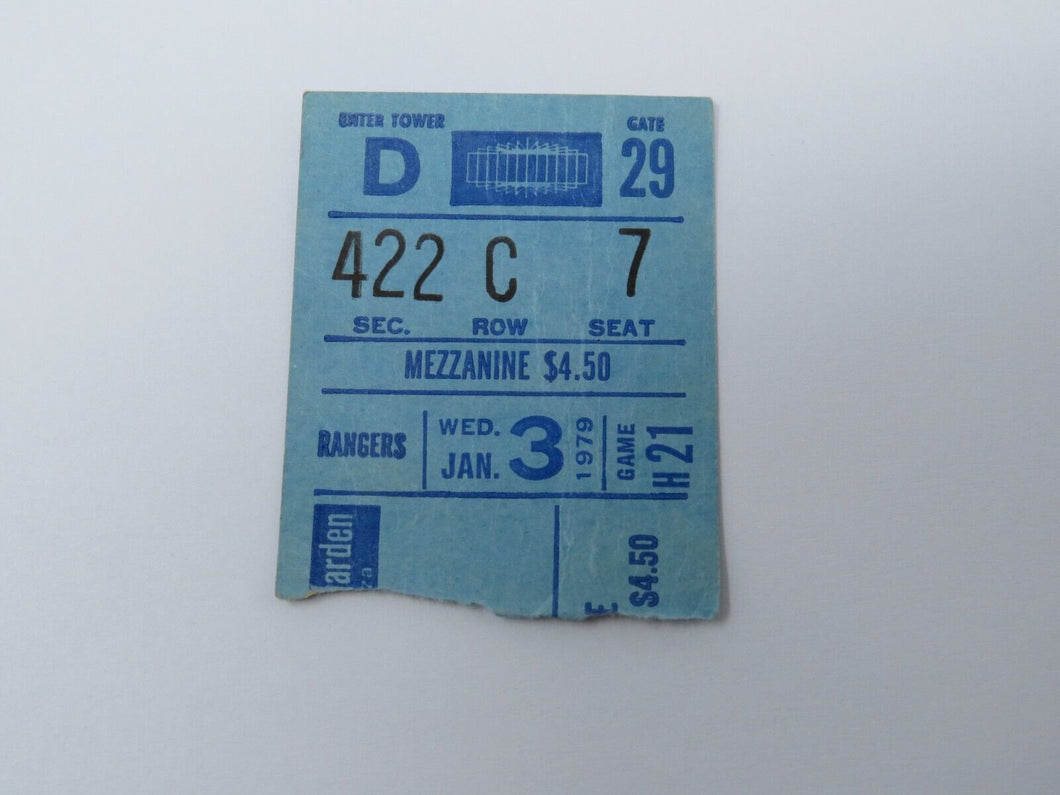 ENTER TOWER
D
GATE
29
422 C 7
SEC. ROW SEAT
MEZZANINE $4.50
RANGERS
WED.
JAN. 3 1979
GAME
H 21
arden
za
E
$4.50